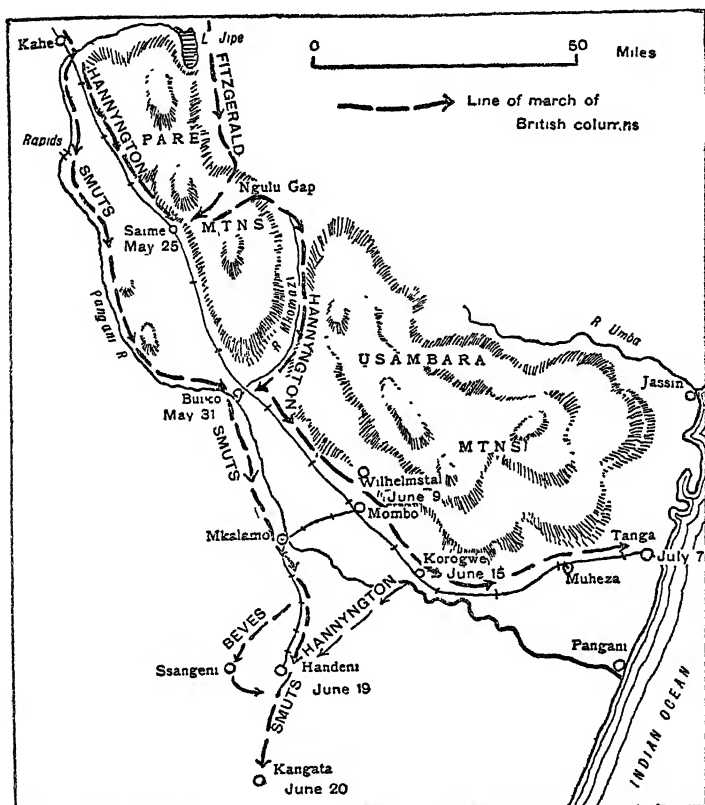 Kahe
L Jipe
0 50 Miles
Line of march of
British columns
HANNYNGTON
FITZGERALD
PARE
Rapids
SMUTS
Ngulu Gap
Saime
May 25
MTNS
R Mkomazi
HANNYNGTON
Pangani R
R Umba
USAMBARA
Jassin
Buiko
May 31
MTNS
SMUTS
Wilhelmstal
June 9
Mombo
Mkalamo
Tanga
Korogwe
June 15
July 7
Muheza
HANNYNGTON
BEVES
Pangani
Ssangeni
Handeni
June 19
SMUTS
INDIAN OCEAN
Kangata
June 20